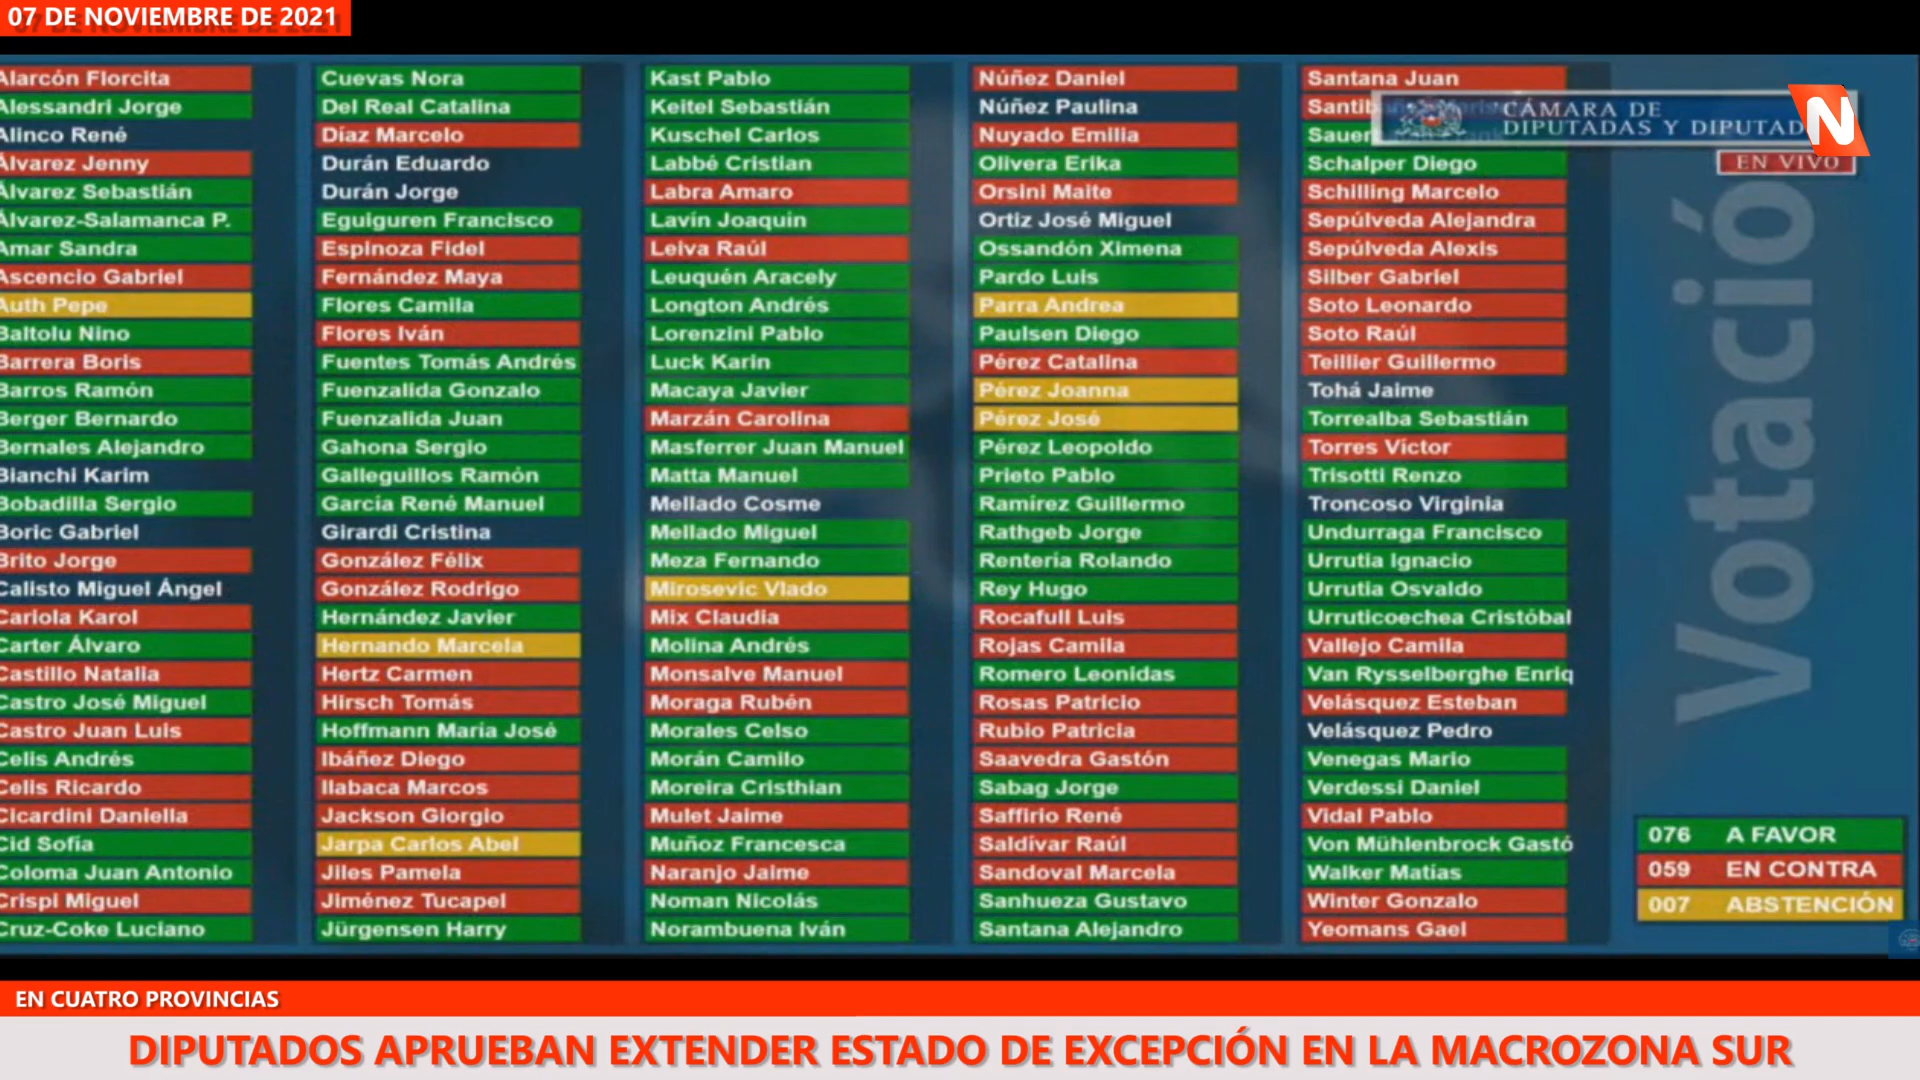 07 DE NOVIEMBRE DE 2021
Alarcón Florcita
Alessandri Jorge
Alinco René
Álvarez Jenny
Álvarez Sebastián
Álvarez-Salamanca P.
Amar Sandra
Ascencio Gabriel
Auth Pepe
Baltolu Nino
Barrera Boris
Barros Ramón
Berger Bernardo
Bernales Alejandro
Bianchi Karim
Bobadilla Sergio
Boric Gabriel
Brito Jorge
Calisto Miguel Ángel
Cariola Karol
Carter Álvaro
Castillo Natalia
Castro José Miguel
Castro Juan Luis
Celis Andrés
Celis Ricardo
Cicardini Daniella
Cid Sofía
Coloma Juan Antonio
Crispi Miguel
Cruz-Coke Luciano
Cuevas Nora
Del Real Catalina
Díaz Marcelo
Durán Eduardo
Durán Jorge
Eguiguren Francisco
Espinoza Fidel
Fernández Maya
Flores Camila
Flores Iván
Fuentes Tomás Andrés
Fuenzalida Gonzalo
Fuenzalida Juan
Gahona Sergio
Galleguillos Ramón
García René Manuel
Girardi Cristina
González Félix
González Rodrigo
Hernández Javier
Hernando Marcela
Hertz Carmen
Hirsch Tomás
Hoffmann María José
Ibáñez Diego
Ilabaca Marcos
Jackson Giorgio
Jarpa Carlos Abel
Jiles Pamela
Jiménez Tucapel
Jürgensen Harry
Kast Pablo
Keitel Sebastián
Kuschel Carlos
Labbé Cristian
Labra Amaro
Lavín Joaquín
Leiva Raúl
Leuquén Aracely
Longton Andrés
Lorenzini Pablo
Luck Karin
Macaya Javier
Marzán Carolina
Masferrer Juan Manuel
Matta Manuel
Mellado Cosme
Mellado Miguel
Meza Fernando
Mirosevic Vlado
Mix Claudia
Molina Andrés
Monsalve Manuel
Moraga Rubén
Morales Celso
Morán Camilo
Moreira Cristhian
Mulet Jaime
Muñoz Francesca
Naranjo Jaime
Noman Nicolás
Norambuena Iván
Núñez Daniel
Núñez Paulina
Nuyado Emilia
Olivera Erika
Orsini Maite
Ortiz José Miguel
Ossandón Ximena
Pardo Luis
Parra Andrea
Paulsen Diego
Pérez Catalina
Pérez Joanna
Pérez José
Pérez Leopoldo
Prieto Pablo
Ramírez Guillermo
Rathgeb Jorge
Rentería Rolando
Rey Hugo
Rocafull Luis
Rojas Camila
Romero Leonidas
Rosas Patricio
Rubio Patricia
Saavedra Gastón
Sabag Jorge
Saffirio René
Saldívar Raúl
Sandoval Marcela
Sanhueza Gustavo
Santana Alejandro
Santana Juan
Santib
Sauer
Schalper Diego
Schilling Marcelo
Sepúlveda Alejandra
Sepúlveda Alexis
Silber Gabriel
Soto Leonardo
Soto Raúl
Teillier Guillermo
Tohá Jaime
Torrealba Sebastián
Torres Víctor
Trisotti Renzo
Troncoso Virginia
Undurraga Francisco
Urrutia Ignacio
Urrutia Osvaldo
Urruticoechea Cristóbal
Vallejo Camila
Van Rysselberghe Enriq
Velásquez Esteban
Velásquez Pedro
Venegas Mario
Verdessi Daniel
Vidal Pablo
Von Mühlenbrock Gastó
Walker Matías
Winter Gonzalo
Yeomans Gael
CÁMARA DE
DIPUTADAS Y DIPUTAD
N
EN VIVO
Votació
076 A FAVOR
059 EN CONTRA
007 ABSTENCIÓN
EN CUATRO PROVINCIAS
DIPUTADOS APRUEBAN EXTENDER ESTADO DE EXCEPCIÓN EN LA MACROZONA SUR